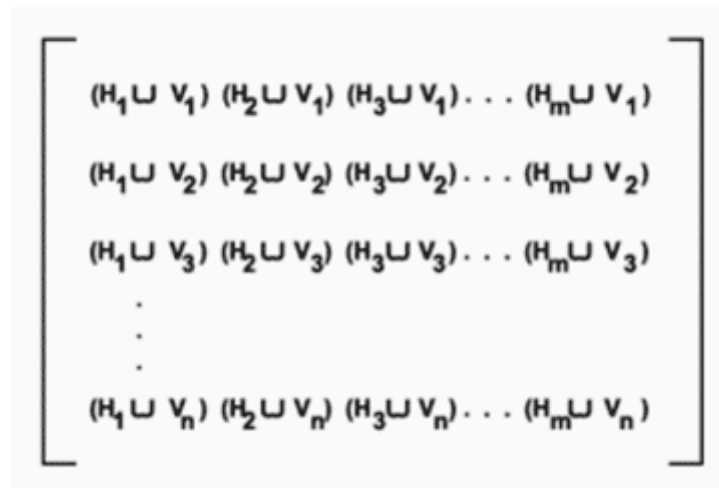 (H₁∪ V₁) (H₂∪ V₁) (H₃∪ V₁) . . . (Hₘ∪ V₁)
(H₁∪ V₂) (H₂∪ V₂) (H₃∪ V₂) . . . (Hₘ∪ V₂)
(H₁∪ V₃) (H₂∪ V₃) (H₃∪ V₃) . . . (Hₘ∪ V₃)
.
.
.
(H₁∪ Vₙ) (H₂∪ Vₙ) (H₃∪ Vₙ) . . . (Hₘ∪ Vₙ)